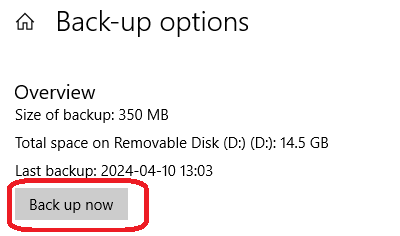 Back-up options
Overview
Size of backup: 350 MB
Total space on Removable Disk (D:) (D:): 14.5 GB
Last backup: 2024-04-10 13:03
Back up now